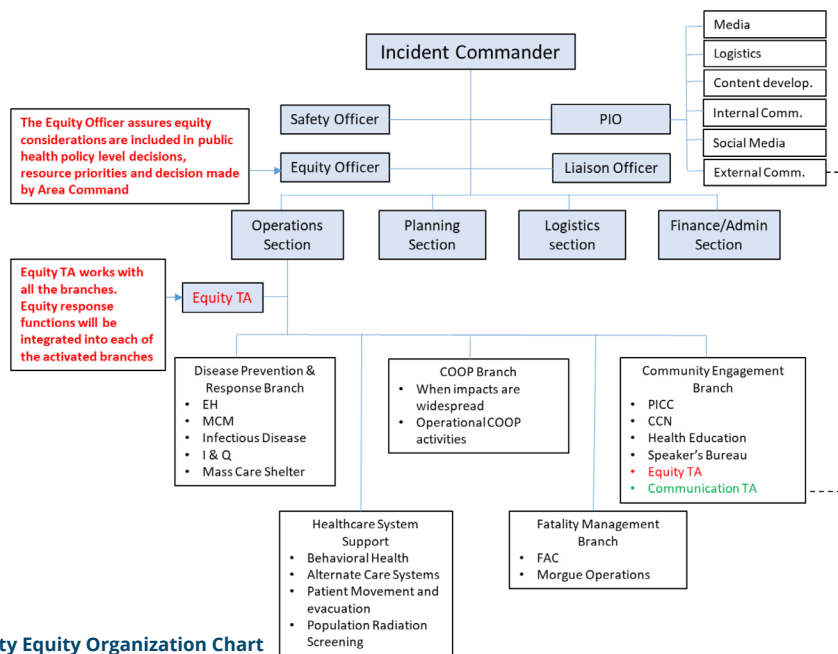 Incident Commander
Media
Logistics
Content develop.
Internal Comm.
Social Media
External Comm.
Safety Officer
PIO
Equity Officer
Liaison Officer
The Equity Officer assures equity
considerations are included in public
health policy level decisions,
resource priorities and decision made
by Area Command
Operations
Section
Planning
Section
Logistics
section
Finance/Admin
Section
Equity TA works with
all the branches.
Equity response
functions will be
integrated into each of
the activated branches
Equity TA
Disease Prevention &
Response Branch
• EH
• MCM
• Infectious Disease
• I & Q
• Mass Care Shelter
COOP Branch
• When impacts are
widespread
• Operational COOP
activities
Community Engagement
Branch
• PICC
• CCN
• Health Education
• Speaker's Bureau
• Equity TA
• Communication TA
Healthcare System
Support
• Behavioral Health
• Alternate Care Systems
• Patient Movement and
evacuation
• Population Radiation
Screening
Fatality Management
Branch
• FAC
• Morgue Operations
ty Equity Organization Chart